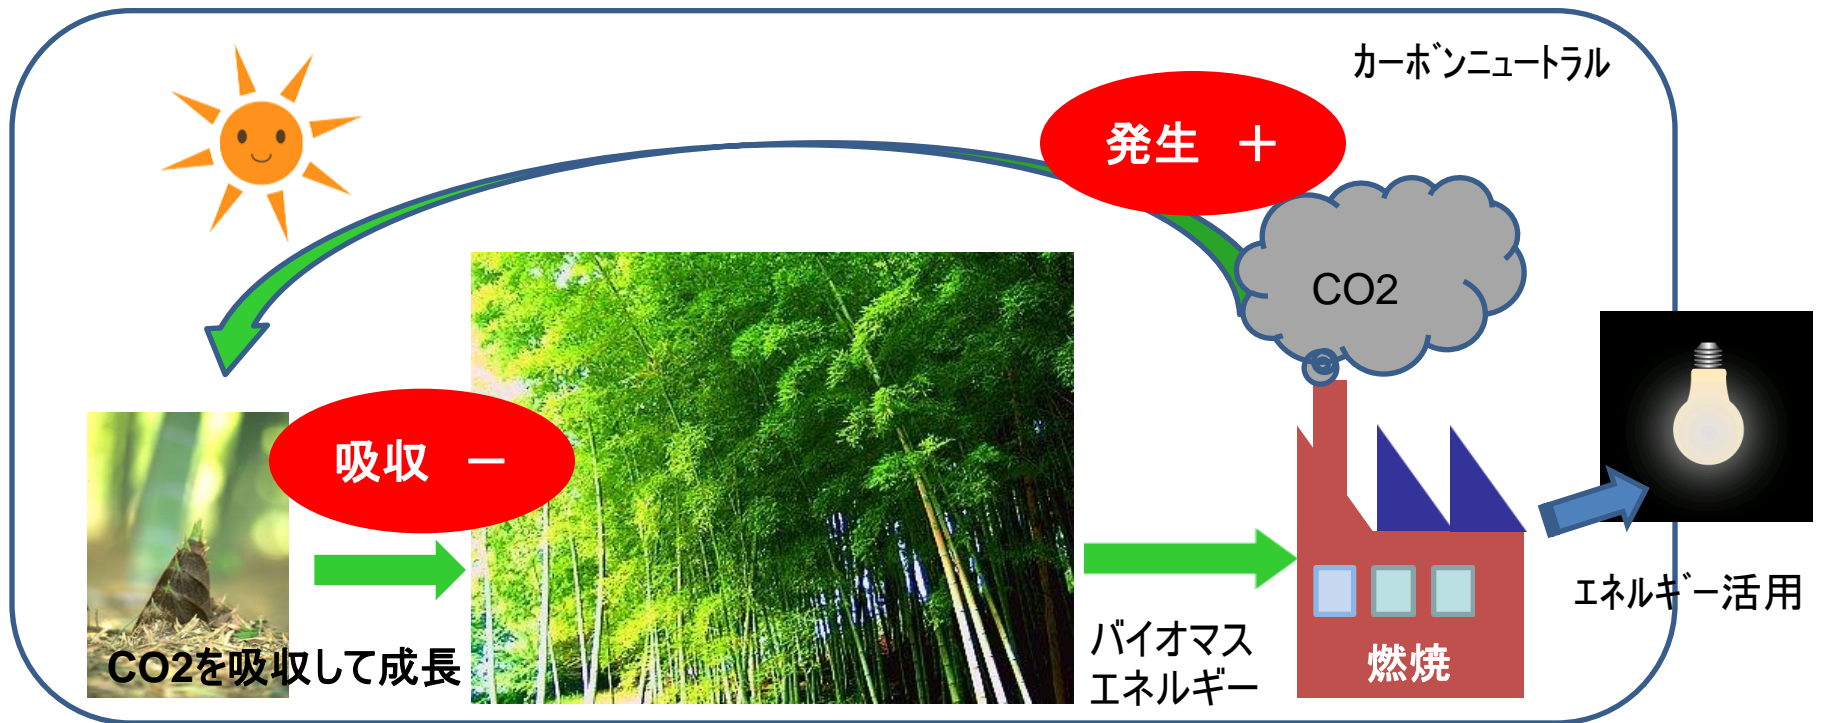 カーボンニュートラル
発生 ＋
CO2
吸収 －
エネルギー活用
バイオマス
エネルギー
燃焼
CO2を吸収して成長